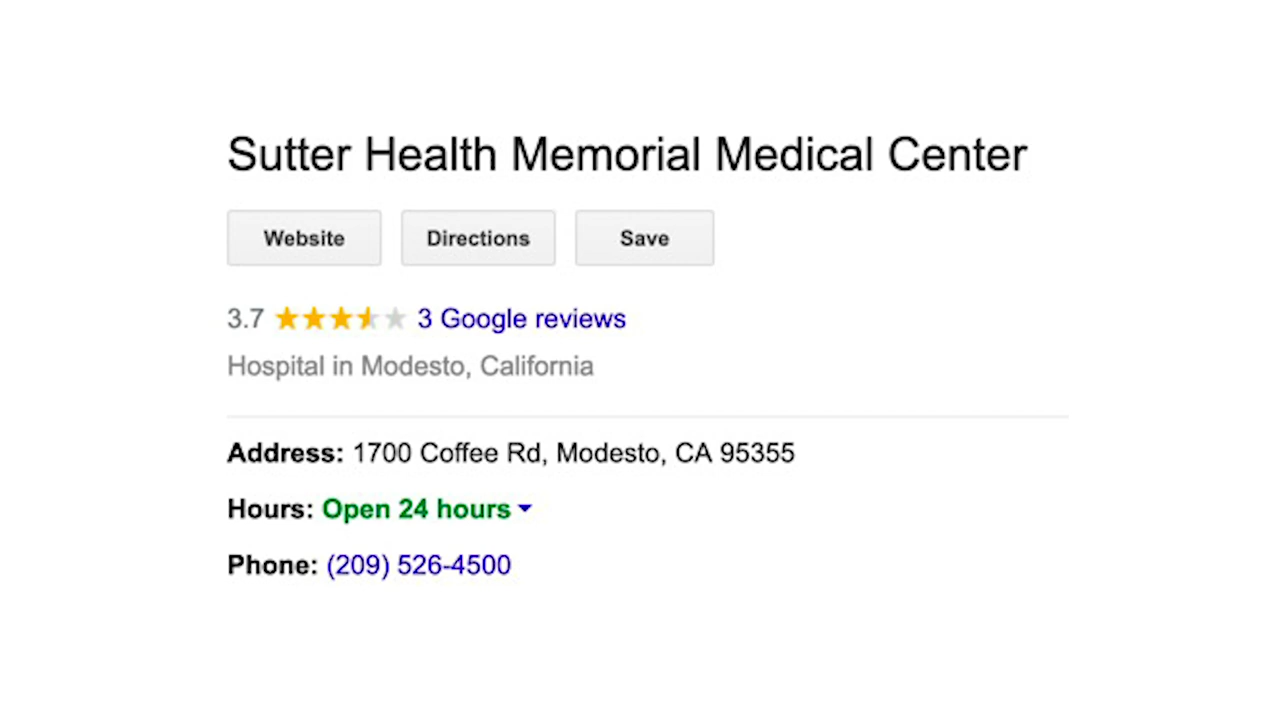 Sutter Health Memorial Medical Center
Website Directions Save
3.7 3 Google reviews
Hospital in Modesto, California
Address: 1700 Coffee Rd, Modesto, CA 95355
Hours: Open 24 hours
Phone: (209) 526-4500